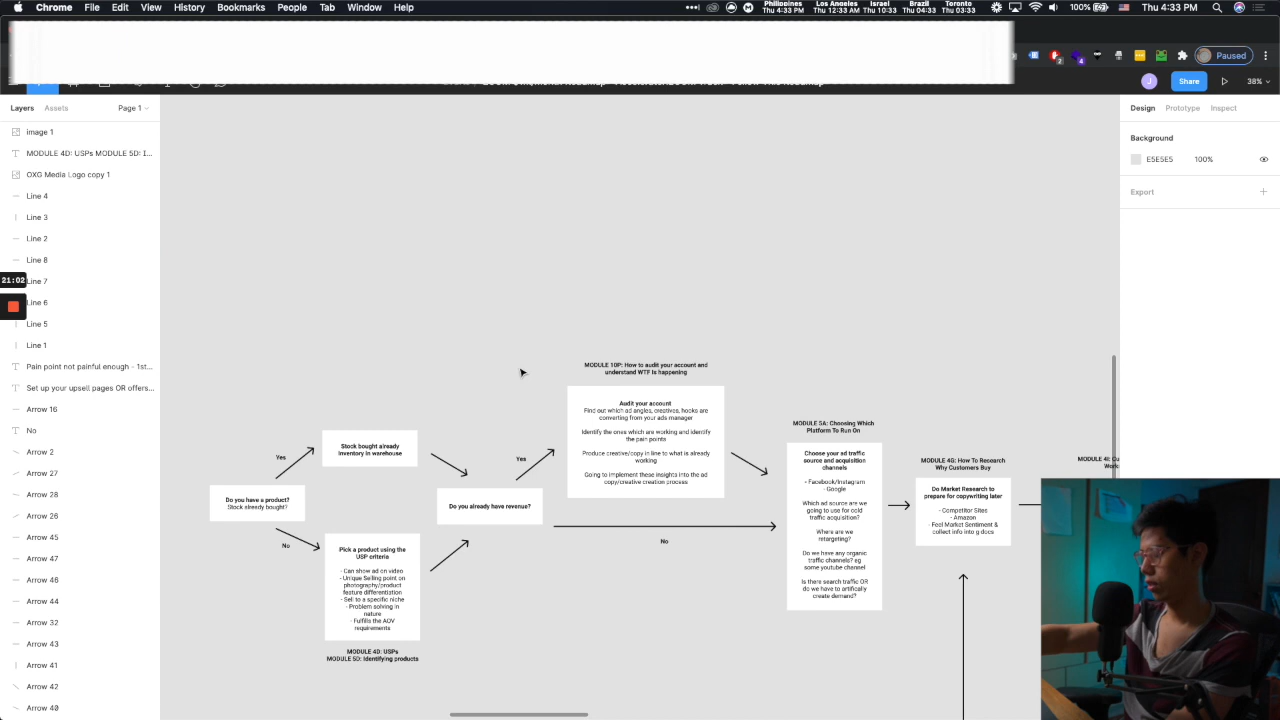 Chrome File Edit View History Bookmarks People Tab Window Help
Philippines Thu 4:33 PM
Los Angeles Thu 12:33 AM
Israel Thu 10:33
Brazil Thu 04:33
Toronto Thu 03:33
100%
Thu 4:33 PM
2
4
Paused
J
Share
38%
Layers Assets Page 1
image 1
MODULE 4D: USPs MODULE 5D: I...
OXG Media Logo copy 1
Line 4
Line 3
Line 2
Line 8
Line 7
Line 6
Line 5
Line 1
Pain point not painful enough - 1st...
Set up your upsell pages OR offers...
Arrow 16
No
Arrow 2
Arrow 27
Arrow 28
Arrow 26
Arrow 45
Arrow 47
Arrow 46
Arrow 44
Arrow 32
Arrow 43
Arrow 41
Arrow 42
Arrow 40
21:02
Do you have a product?
Stock already bought?
Yes
No
Stock bought already
Inventory in warehouse
Pick a product using the
USP criteria
- Can show ad on video
- Unique Selling point on
photography/product
feature differentiation
- Sell to a specific niche
- Problem solving in
nature
- Fulfills the AOV
requirements
MODULE 4D: USPs
MODULE 5D: Identifying products
Do you already have revenue?
Yes
No
MODULE 10P: How to audit your account and
understand WTF is happening
Audit your account
Find out which ad angles, creatives, hooks are
converting from your ads manager
Identify the ones which are working and identify
the pain points
Produce creative/copy in line to what is already
working
Going to implement these insights into the ad
copy/creative creation process
MODULE 5A: Choosing Which
Platform To Run On
Choose your ad traffic
source and acquisition
channels
- Facebook/Instagram
- Google
Which ad source are we
going to use for cold
traffic acquisition?
Where are we
retargeting?
Do we have any organic
traffic channels? eg
some youtube channel
Is there search traffic OR
do we have to artifically
create demand?
MODULE 4G: How To Research
Why Customers Buy
Do Market Research to
prepare for copywriting later
- Competitor Sites
- Amazon
- Feel Market Sentiment &
collect info into g docs
Design Prototype Inspect
Background
E5E5E5 100%
Export